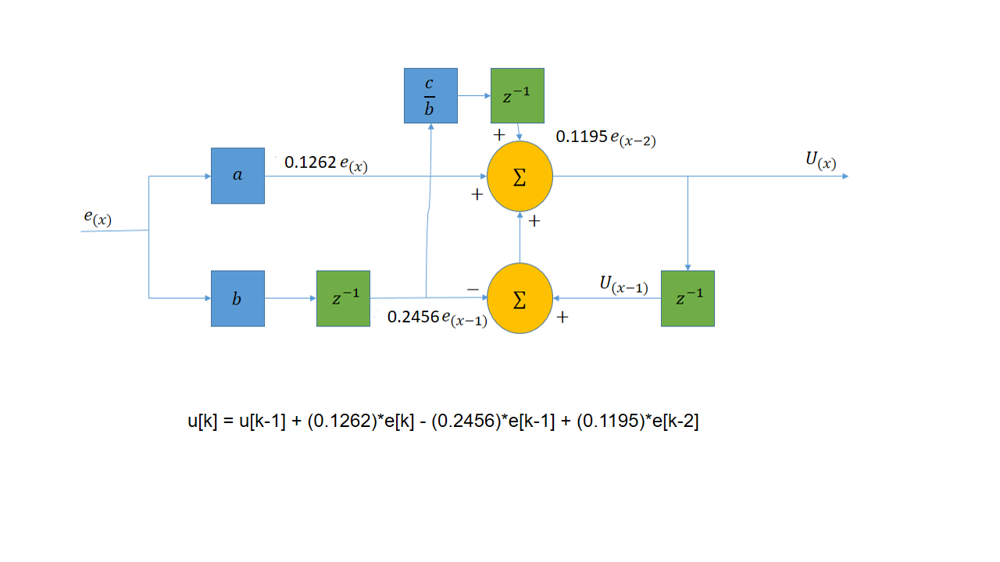 c
b
z⁻¹
+
0.1195 e(x−2)
0.1262 e(x)
U(x)
a
Σ
+
e(x)
+
U(x−1)
b
z⁻¹
−
Σ
z⁻¹
0.2456 e(x−1)
+
u[k] = u[k-1] + (0.1262)*e[k] - (0.2456)*e[k-1] + (0.1195)*e[k-2]